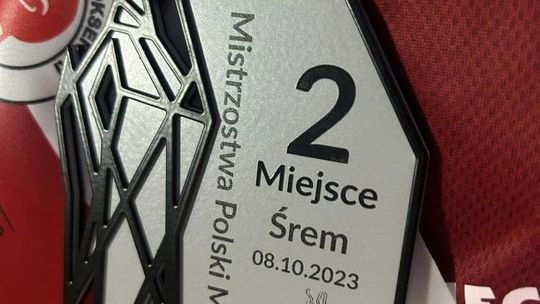 Mistrzostwa Polski M
2
Miejsce
Śrem
08.10.2023